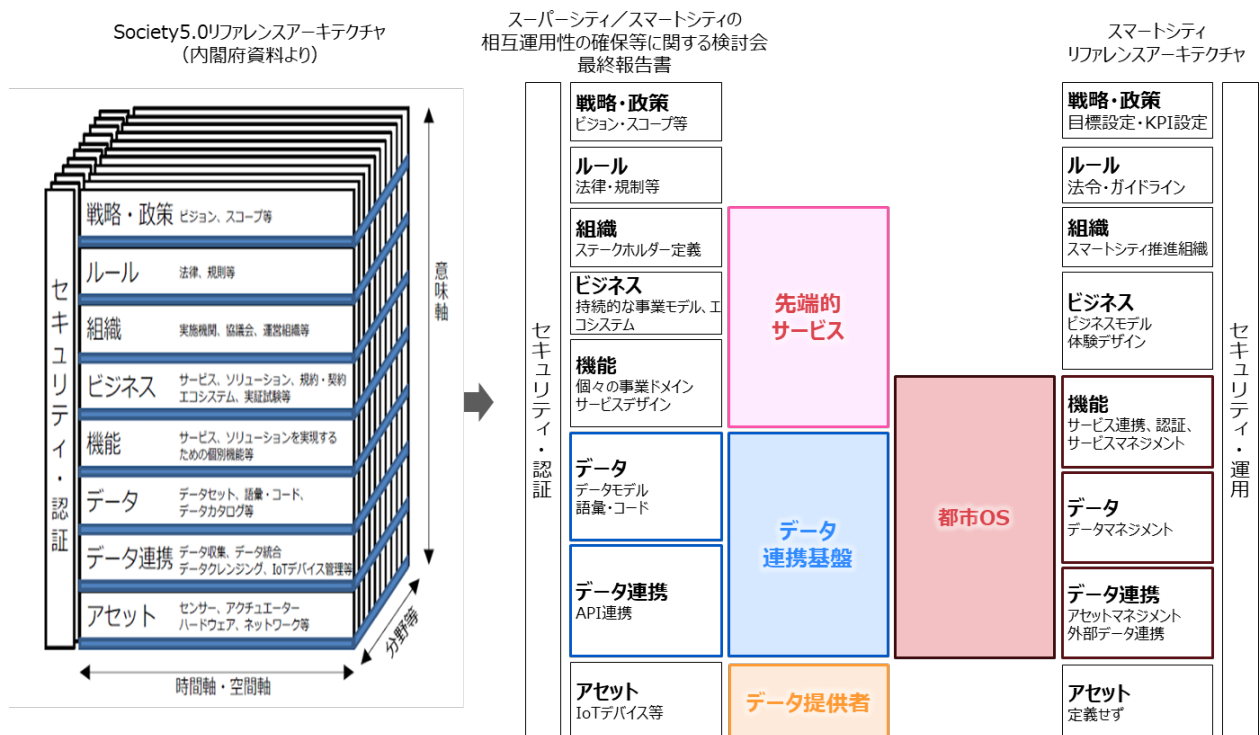 Society5.0リファレンスアーキテクチャ
(内閣府資料より)
セキュリティ・認証
戦略・政策 ビジョン、スコープ等
ルール 法律、規則等
組織 実施機関、協議会、運営組織等
ビジネス サービス、ソリューション、規約・契約
エコシステム、実証試験等
機能 サービス、ソリューションを実現する
ための個別機能等
データ データセット、語彙・コード、
データカタログ等
データ連携 データ収集、データ統合
データクレンジング、IoTデバイス管理等
アセット センサー、アクチュエーター
ハードウェア、ネットワーク等
意味軸
分野等
時間軸・空間軸
スーパーシティ／スマートシティの
相互運用性の確保等に関する検討会
最終報告書
セキュリティ・認証
戦略・政策
ビジョン・スコープ等
ルール
法律・規制等
組織
ステークホルダー定義
ビジネス
持続的な事業モデル、エ
コシステム
機能
個々の事業ドメイン
サービスデザイン
データ
データモデル
語彙・コード
データ連携
API連携
アセット
IoTデバイス等
先端的
サービス
データ
連携基盤
データ提供者
都市OS
スマートシティ
リファレンスアーキテクチャ
戦略・政策
目標設定・KPI設定
ルール
法令・ガイドライン
組織
スマートシティ推進組織
ビジネス
ビジネスモデル
体験デザイン
機能
サービス連携、認証、
サービスマネジメント
データ
データマネジメント
データ連携
アセットマネジメント
外部データ連携
アセット
定義せず
セキュリティ・運用